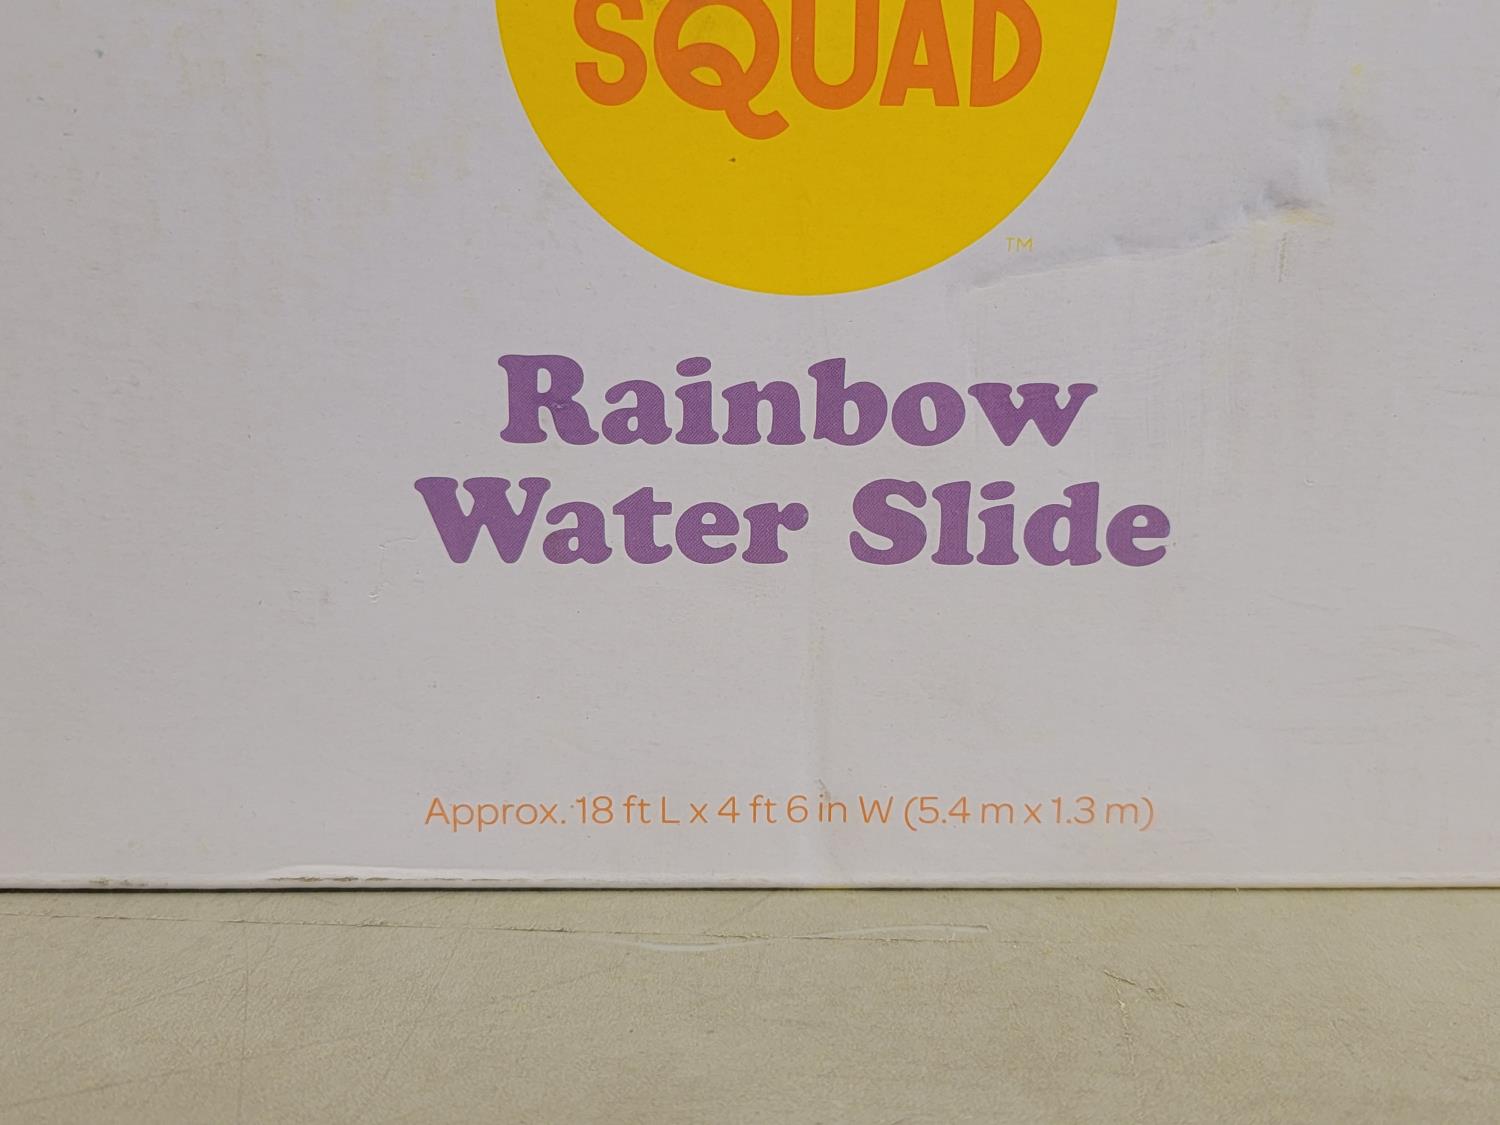 SQUAD
TM
Rainbow
Water Slide
Approx. 18 ft L x 4 ft 6 in W (5.4 m x 1.3 m)